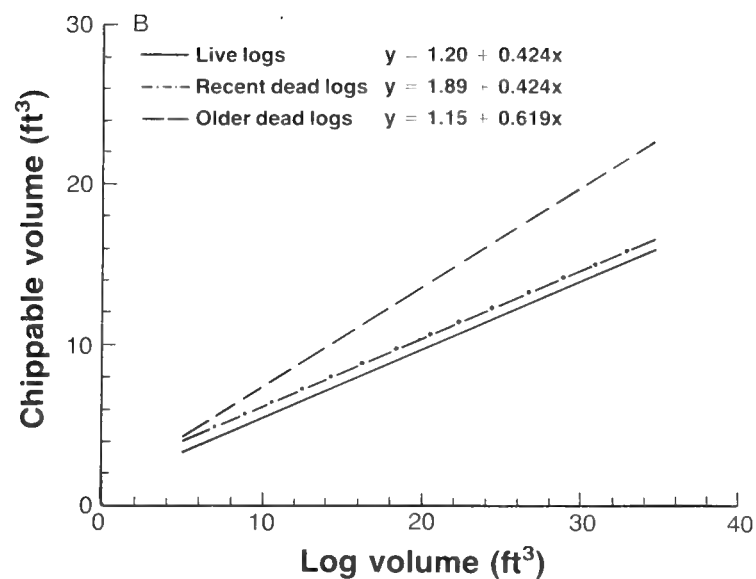 B
30
Live logs y – 1.20 + 0.424x
Recent dead logs y = 1.89 + 0.424x
Older dead logs y = 1.15 + 0.619x
20
10
0
Chippable volume (ft³)
0 10 20 30 40
Log volume (ft³)